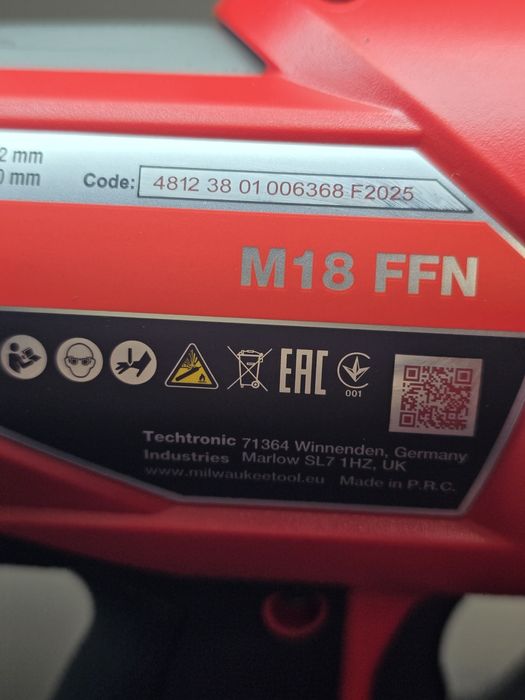 2 mm
0 mm
Code: 4812 38 01 006368 F2025
M18 FFN
EAC
001
Techtronic 71364 Winnenden, Germany
Industries Marlow SL7 1HZ, UK
www.milwaukeetool.eu Made in P.R.C.